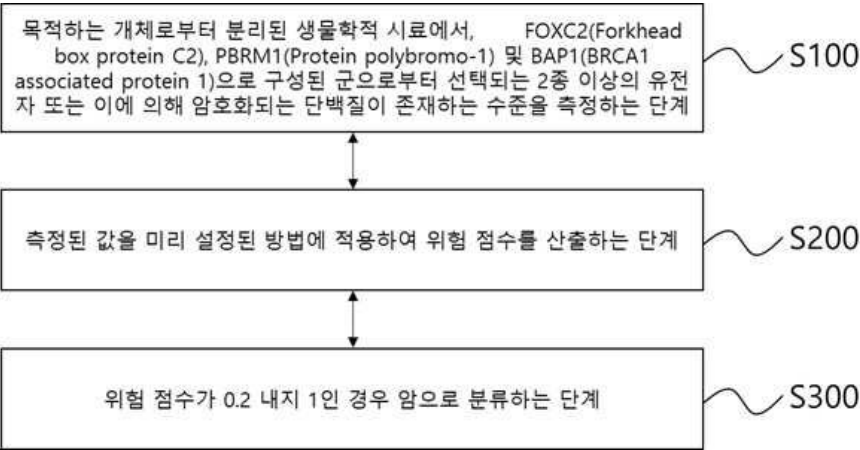 목적하는 개체로부터 분리된 생물학적 시료에서, FOXC2(Forkhead
box protein C2), PBRM1(Protein polybromo-1) 및 BAP1(BRCA1
associated protein 1)으로 구성된 군으로부터 선택되는 2종 이상의 유전
자 또는 이에 의해 암호화되는 단백질이 존재하는 수준을 측정하는 단계
S100
측정된 값을 미리 설정된 방법에 적용하여 위험 점수를 산출하는 단계
S200
위험 점수가 0.2 내지 1인 경우 암으로 분류하는 단계
S300